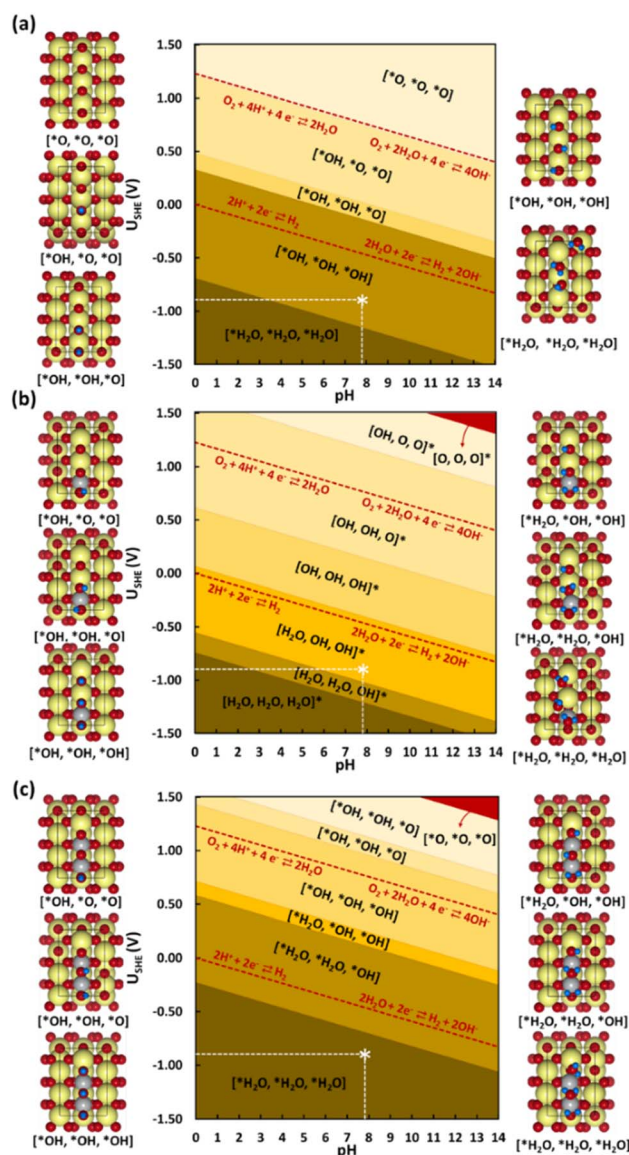 (a)
[*O, *O, *O]
[*OH, *O, *O]
[*OH, *OH,*O]
U_SHE (V)
1.50
1.00
0.50
0.00
-0.50
-1.00
-1.50
[*O, *O, *O]
O₂ + 4H⁺ + 4 e⁻ ⇌ 2H₂O
O₂ + 2H₂O + 4 e⁻ ⇌ 4OH⁻
[*OH, *O, *O]
[*OH, *OH, *O]
2H⁺ + 2e⁻ ⇌ H₂
2H₂O + 2e⁻ ⇌ H₂ + 2OH⁻
[*OH, *OH, *OH]
[*H₂O, *H₂O, *H₂O]
0 1 2 3 4 5 6 7 8 9 10 11 12 13 14
pH
[*OH, *OH, *OH]
[*H₂O, *H₂O, *H₂O]
(b)
[*OH, *O, *O]
[*OH, *OH, *O]
[*OH, *OH, *OH]
U_SHE (V)
1.50
1.00
0.50
0.00
-0.50
-1.00
-1.50
[OH, O, O]*
[O, O, O]*
O₂ + 4H⁺ + 4 e⁻ ⇌ 2H₂O
O₂ + 2H₂O + 4 e⁻ ⇌ 4OH⁻
[OH, OH, O]*
[OH, OH, OH]*
2H⁺ + 2e⁻ ⇌ H₂
2H₂O + 2e⁻ ⇌ H₂ + 2OH⁻
[H₂O, OH, OH]*
[H₂O, H₂O, OH]*
[H₂O, H₂O, H₂O]*
0 1 2 3 4 5 6 7 8 9 10 11 12 13 14
pH
[*H₂O, *OH, *OH]
[*H₂O, *H₂O, *OH]
[*H₂O, *H₂O, *H₂O]
(c)
[*OH, *O, *O]
[*OH, *OH, *O]
[*OH, *OH, *OH]
U_SHE (V)
1.50
1.00
0.50
0.00
-0.50
-1.00
-1.50
[*OH, *OH, *O]
[*O, *O, *O]
[*OH, *OH, *O]
O₂ + 4H⁺ + 4 e⁻ ⇌ 2H₂O
O₂ + 2H₂O + 4 e⁻ ⇌ 4OH⁻
[*OH, *OH, *OH]
[*H₂O, *OH, *OH]
[*H₂O, *H₂O, *OH]
2H⁺ + 2e⁻ ⇌ H₂
2H₂O + 2e⁻ ⇌ H₂ + 2OH⁻
[*H₂O, *H₂O, *H₂O]
0 1 2 3 4 5 6 7 8 9 10 11 12 13 14
pH
[*H₂O, *OH, *OH]
[*H₂O, *H₂O, *OH]
[*H₂O, *H₂O, *H₂O]